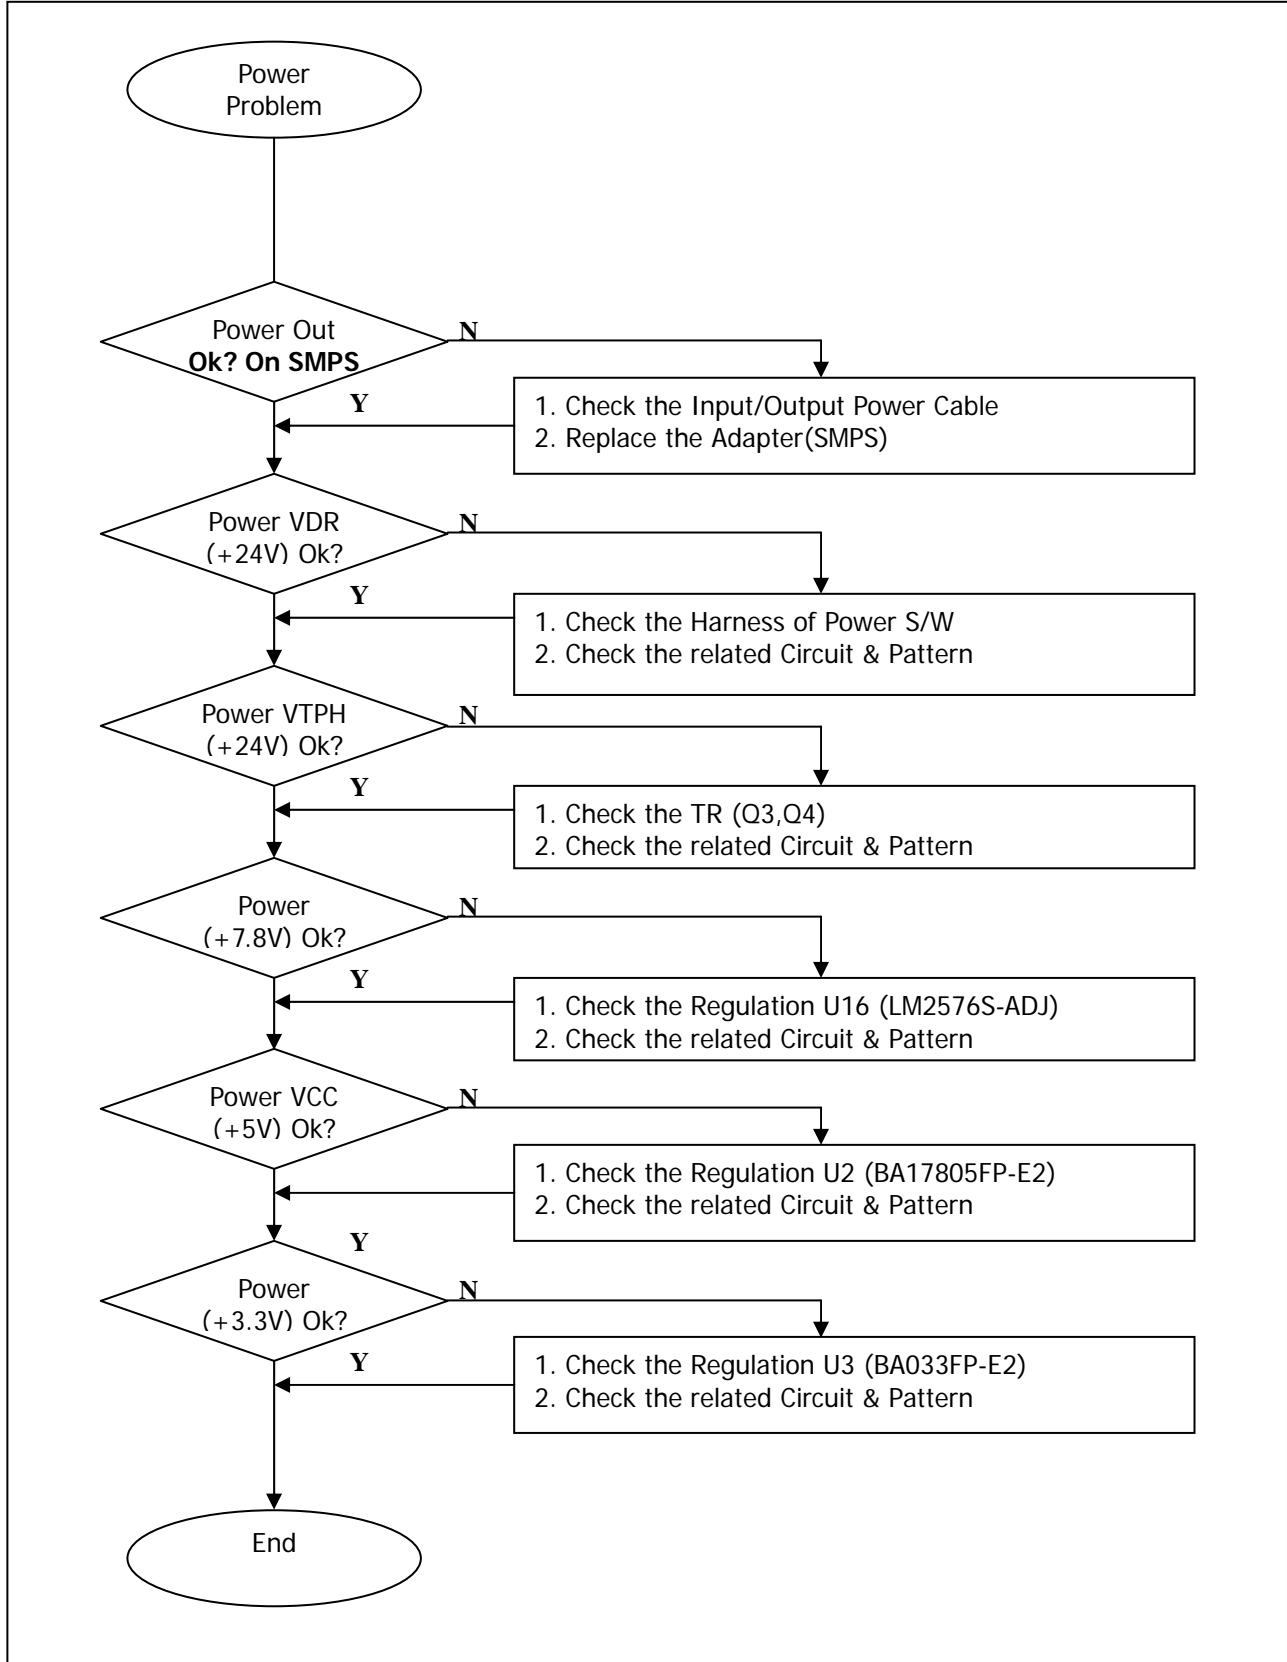 Power
Problem
Power Out
Ok? On SMPS
N
Y
1. Check the Input/Output Power Cable
2. Replace the Adapter(SMPS)
Power VDR
(+24V) Ok?
N
Y
1. Check the Harness of Power S/W
2. Check the related Circuit & Pattern
Power VTPH
(+24V) Ok?
N
Y
1. Check the TR (Q3,Q4)
2. Check the related Circuit & Pattern
Power
(+7.8V) Ok?
N
Y
1. Check the Regulation U16 (LM2576S-ADJ)
2. Check the related Circuit & Pattern
Power VCC
(+5V) Ok?
N
1. Check the Regulation U2 (BA17805FP-E2)
2. Check the related Circuit & Pattern
Y
Power
(+3.3V) Ok?
N
Y
1. Check the Regulation U3 (BA033FP-E2)
2. Check the related Circuit & Pattern
End